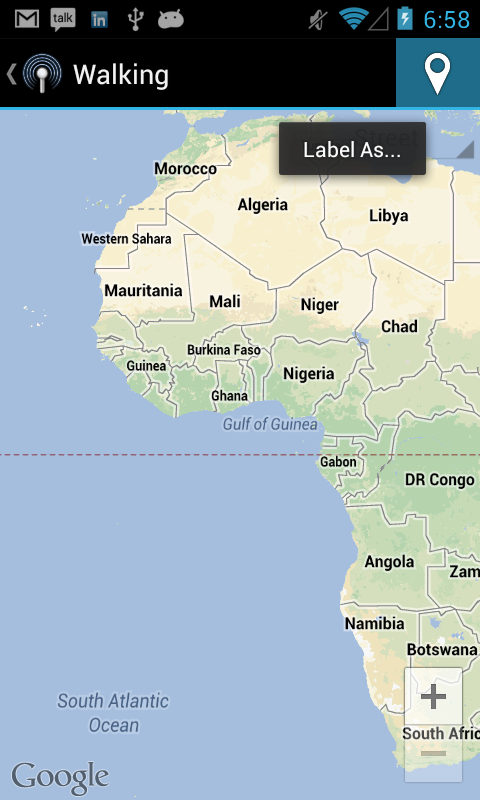 talk
in
6:58
Walking
Street
Label As...
Morocco
Algeria
Libya
Western Sahara
Mauritania
Mali
Niger
Chad
Burkina Faso
Guinea
Nigeria
Ghana
Gulf of Guinea
Gabon
DR Congo
Angola
Zam
Namibia
Botswana
South Atlantic
Ocean
South Afric
Google